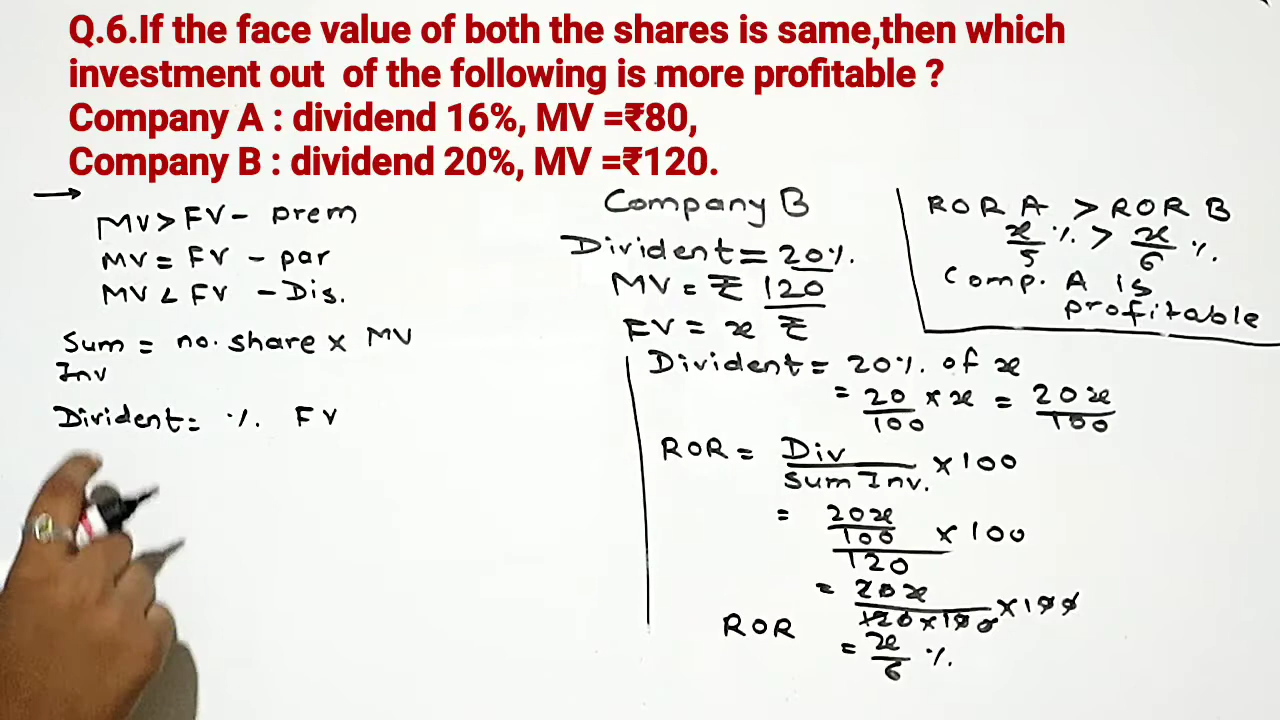 Q.6.If the face value of both the shares is same,then which
investment out of the following is more profitable ?
Company A : dividend 16%, MV =₹80,
Company B : dividend 20%, MV =₹120.
→
MV > FV - prem
MV = FV - par
MV < FV - Dis.
Sum = no. share x MV
Inv
Divident = % FV
Company B
Divident = 20%.
MV = ₹ 120
FV = x ₹
Divident = 20% of x
= 20/100 × x = 20x/100
ROR = Div/Sum Inv. × 100
= 20x/100/120 × 100
= 20x/120×100 ×100
ROR = x/6 %.
ROR A > ROR B
x/5 % > x/6 %.
Comp. A is
profitable